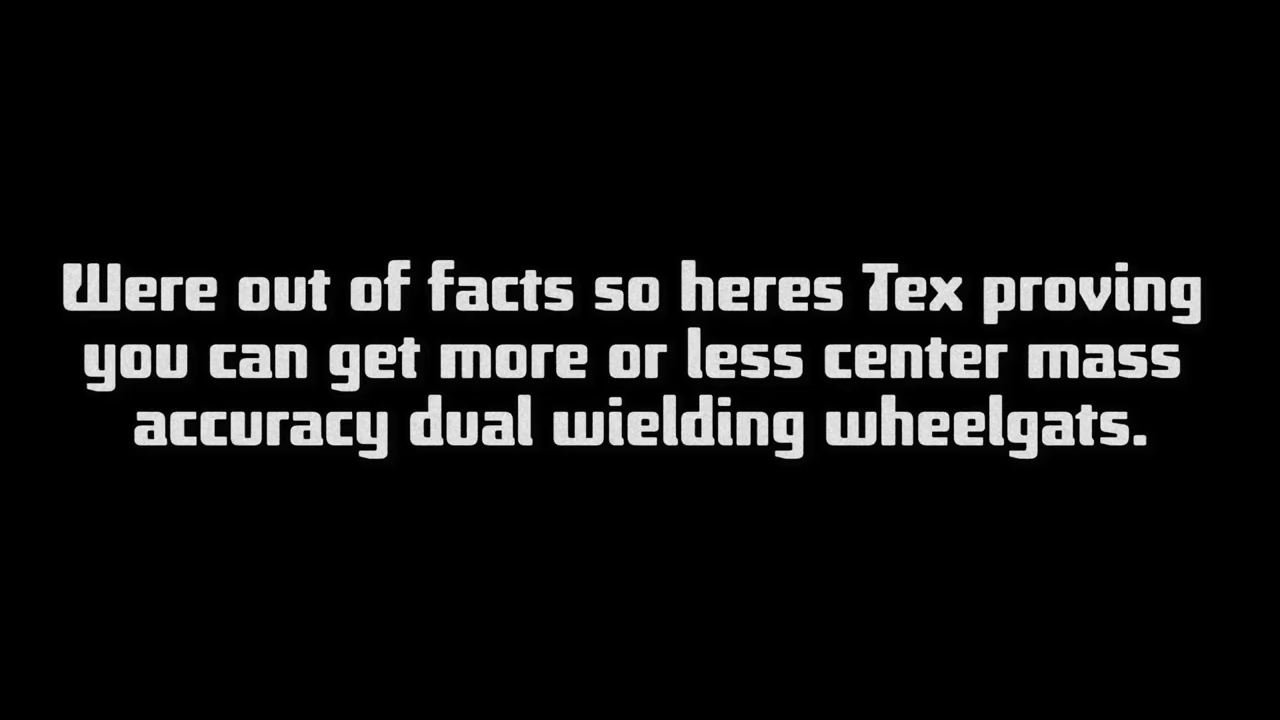 Were out of facts so heres Tex proving
you can get more or less center mass
accuracy dual wielding wheelgats.